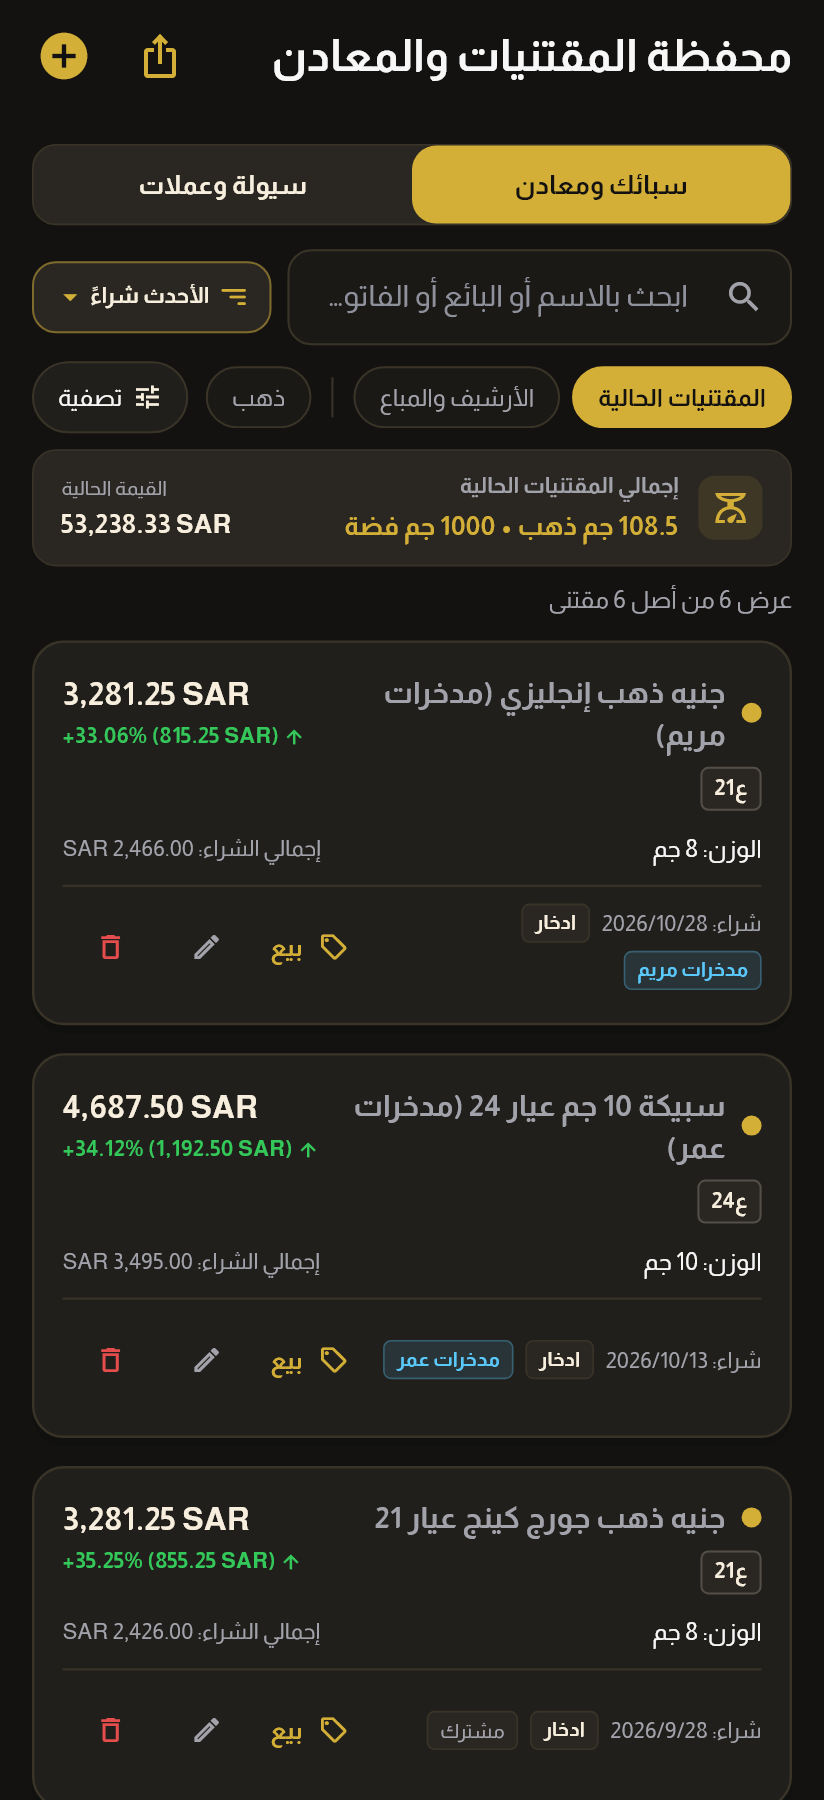 محفظة المقتنيات والمعادن
سبائك ومعادن
سيولة وعملات
ابحث بالاسم أو البائع أو الفاتو...
الأحدث شراءً
المقتنيات الحالية
الأرشيف والمباع
ذهب
تصفية
إجمالي المقتنيات الحالية
108.5 جم ذهب • 1000 جم فضة
القيمة الحالية
53,238.33 SAR
عرض 6 من أصل 6 مقتنى
جنيه ذهب إنجليزي (مدخرات
مريم)
3,281.25 SAR
+33.06% (815.25 SAR) ↑
ع21
الوزن: 8 جم
إجمالي الشراء: 2,466.00 SAR
شراء: 2026/10/28
ادخار
مدخرات مريم
بيع
سبيكة 10 جم عيار 24 (مدخرات
عمر)
4,687.50 SAR
+34.12% (1,192.50 SAR) ↑
ع24
الوزن: 10 جم
إجمالي الشراء: 3,495.00 SAR
شراء: 2026/10/13
ادخار
مدخرات عمر
بيع
جنيه ذهب جورج كينج عيار 21
3,281.25 SAR
+35.25% (855.25 SAR) ↑
ع21
الوزن: 8 جم
إجمالي الشراء: 2,426.00 SAR
شراء: 2026/9/28
ادخار
مشترك
بيع